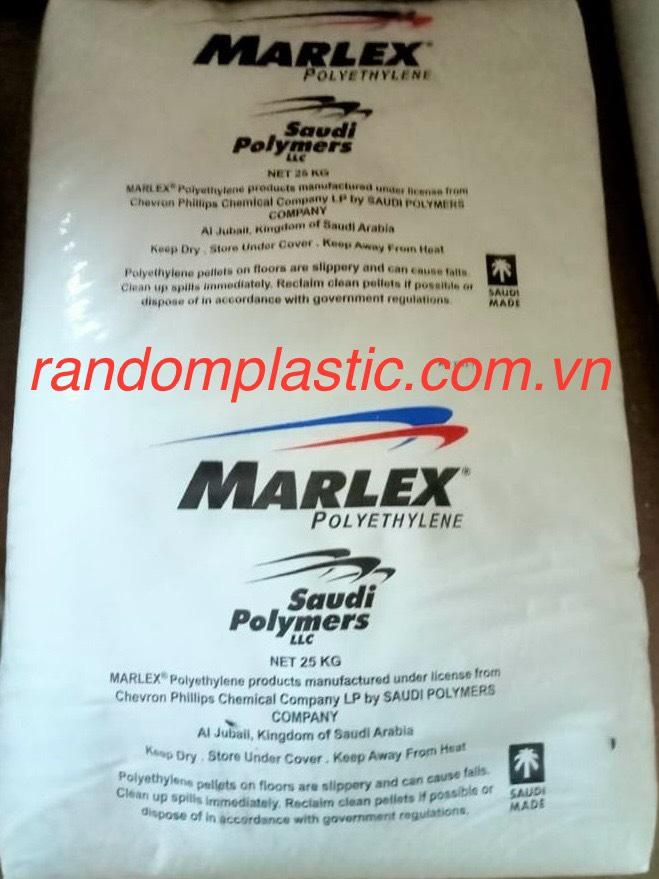 MARLEX®
POLYETHYLENE
Saudi
Polymers
LLC
NET 25 KG
MARLEX® Polyethylene products manufactured under license from
Chevron Phillips Chemical Company LP by SAUDI POLYMERS
COMPANY
Al Jubail, Kingdom of Saudi Arabia
Keep Dry . Store Under Cover . Keep Away From Heat
Polyethylene pellets on floors are slippery and can cause falls.
Clean up spills immediately. Reclaim clean pellets if possible or
dispose of in accordance with government regulations.
SAUDI
MADE
randomplastic.com.vn
MARLEX®
POLYETHYLENE
Saudi
Polymers
LLC
NET 25 KG
MARLEX® Polyethylene products manufactured under license from
Chevron Phillips Chemical Company LP by SAUDI POLYMERS
COMPANY
Al Jubail, Kingdom of Saudi Arabia
Keep Dry . Store Under Cover . Keep Away From Heat
Polyethylene pellets on floors are slippery and can cause falls.
Clean up spills immediately. Reclaim clean pellets if possible or
dispose of in accordance with government regulations.
SAUDI
MADE